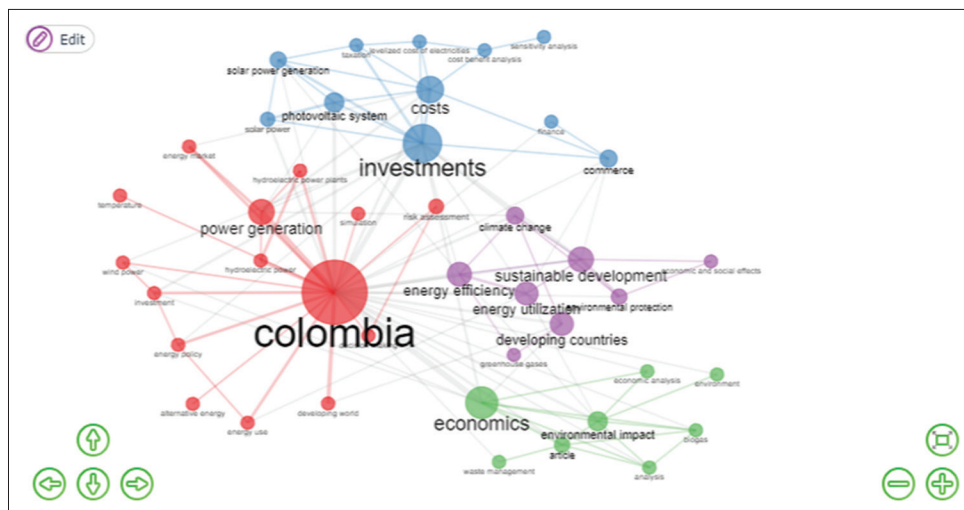 Edit
sensitivity analysis
levelized cost of electricities
taxation
cost benefit analysis
solar power generation
costs
photovoltaic system
solar power
finance
energy market
investments
commerce
hydroelectric power plants
temperature
risk assessment
simulation
power generation
climate change
wind power
hydroelectric power
sustainable development
economic and social effects
energy efficiency
investment
energy utilization
environmental protection
colombia
developing countries
energy policy
greenhouse gases
economic analysis
environment
alternative energy
developing world
energy use
economics
environmental impact
biogas
article
waste management
analysis